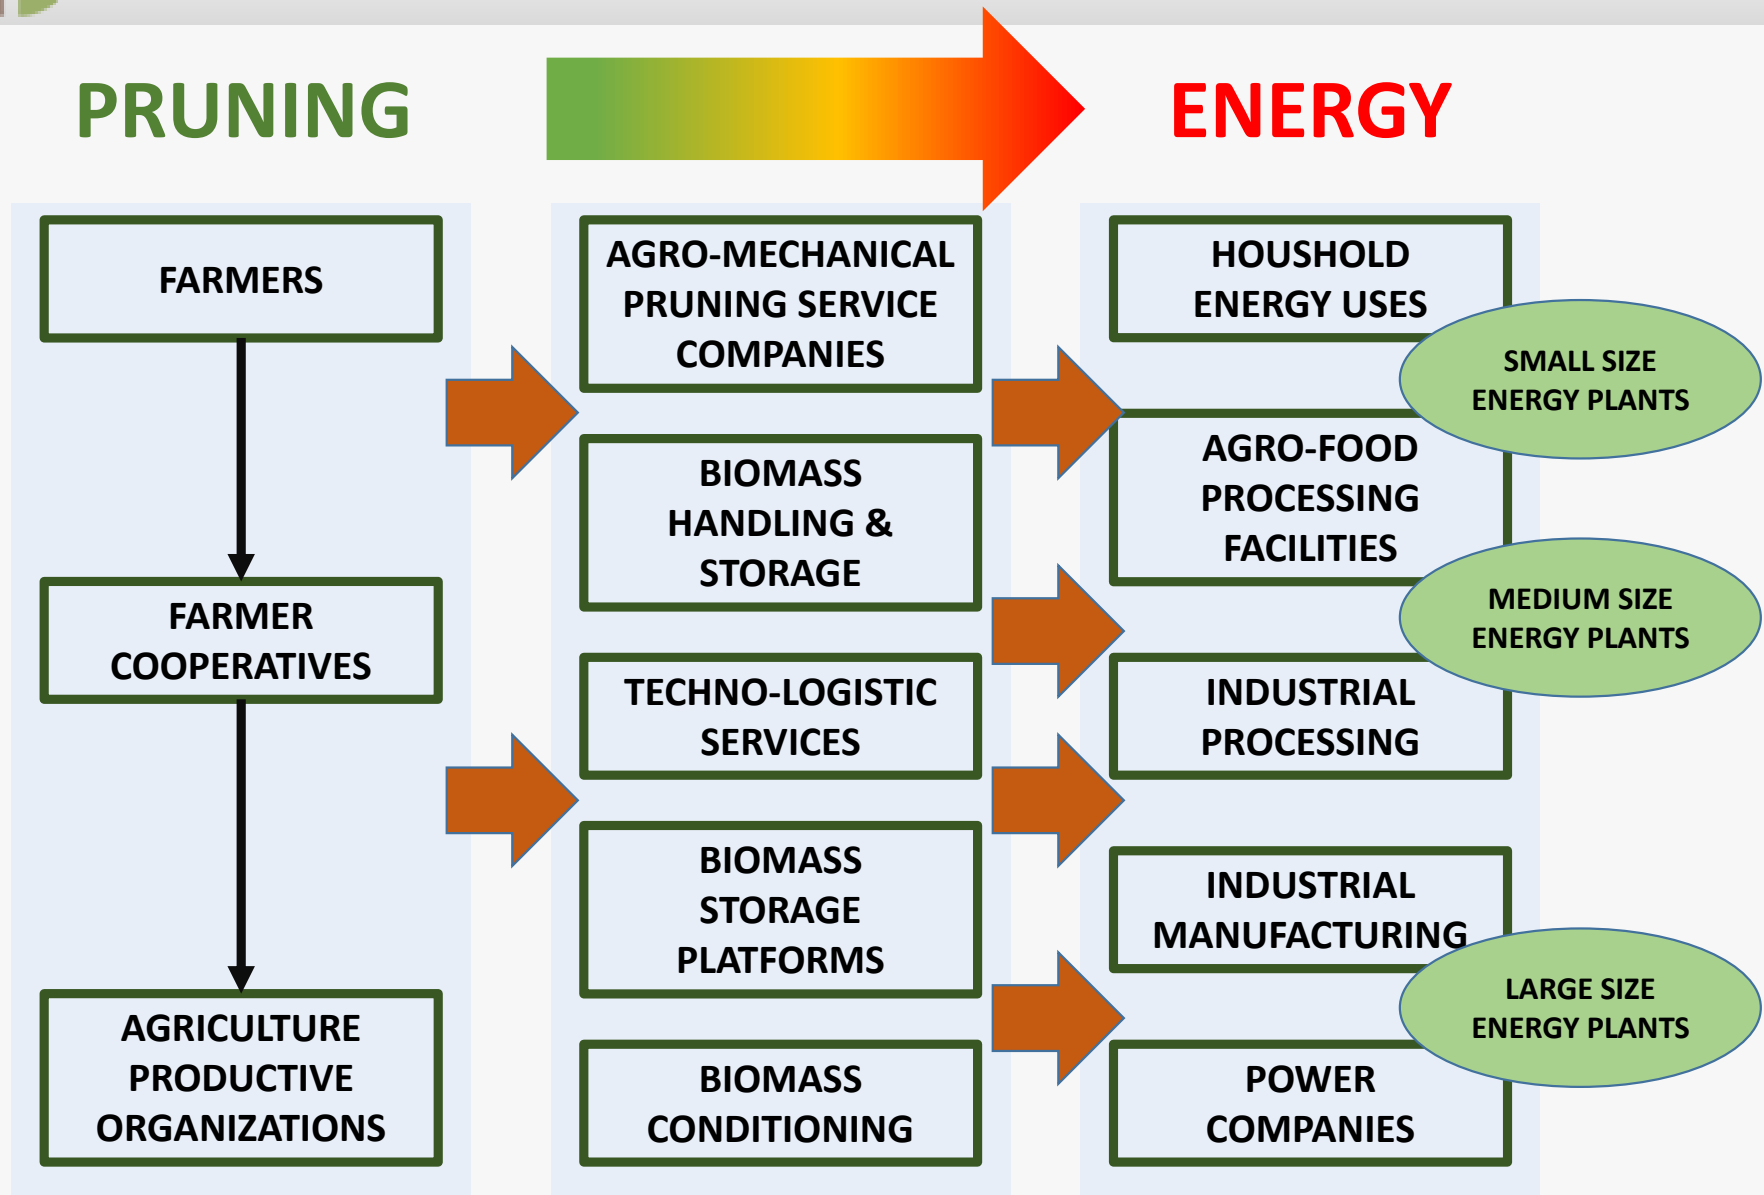 PRUNING
ENERGY
FARMERS
FARMER
COOPERATIVES
AGRICULTURE
PRODUCTIVE
ORGANIZATIONS
AGRO-MECHANICAL
PRUNING SERVICE
COMPANIES
BIOMASS
HANDLING &
STORAGE
TECHNO-LOGISTIC
SERVICES
BIOMASS
STORAGE
PLATFORMS
BIOMASS
CONDITIONING
HOUSHOLD
ENERGY USES
SMALL SIZE
ENERGY PLANTS
AGRO-FOOD
PROCESSING
FACILITIES
MEDIUM SIZE
ENERGY PLANTS
INDUSTRIAL
PROCESSING
INDUSTRIAL
MANUFACTURING
LARGE SIZE
ENERGY PLANTS
POWER
COMPANIES